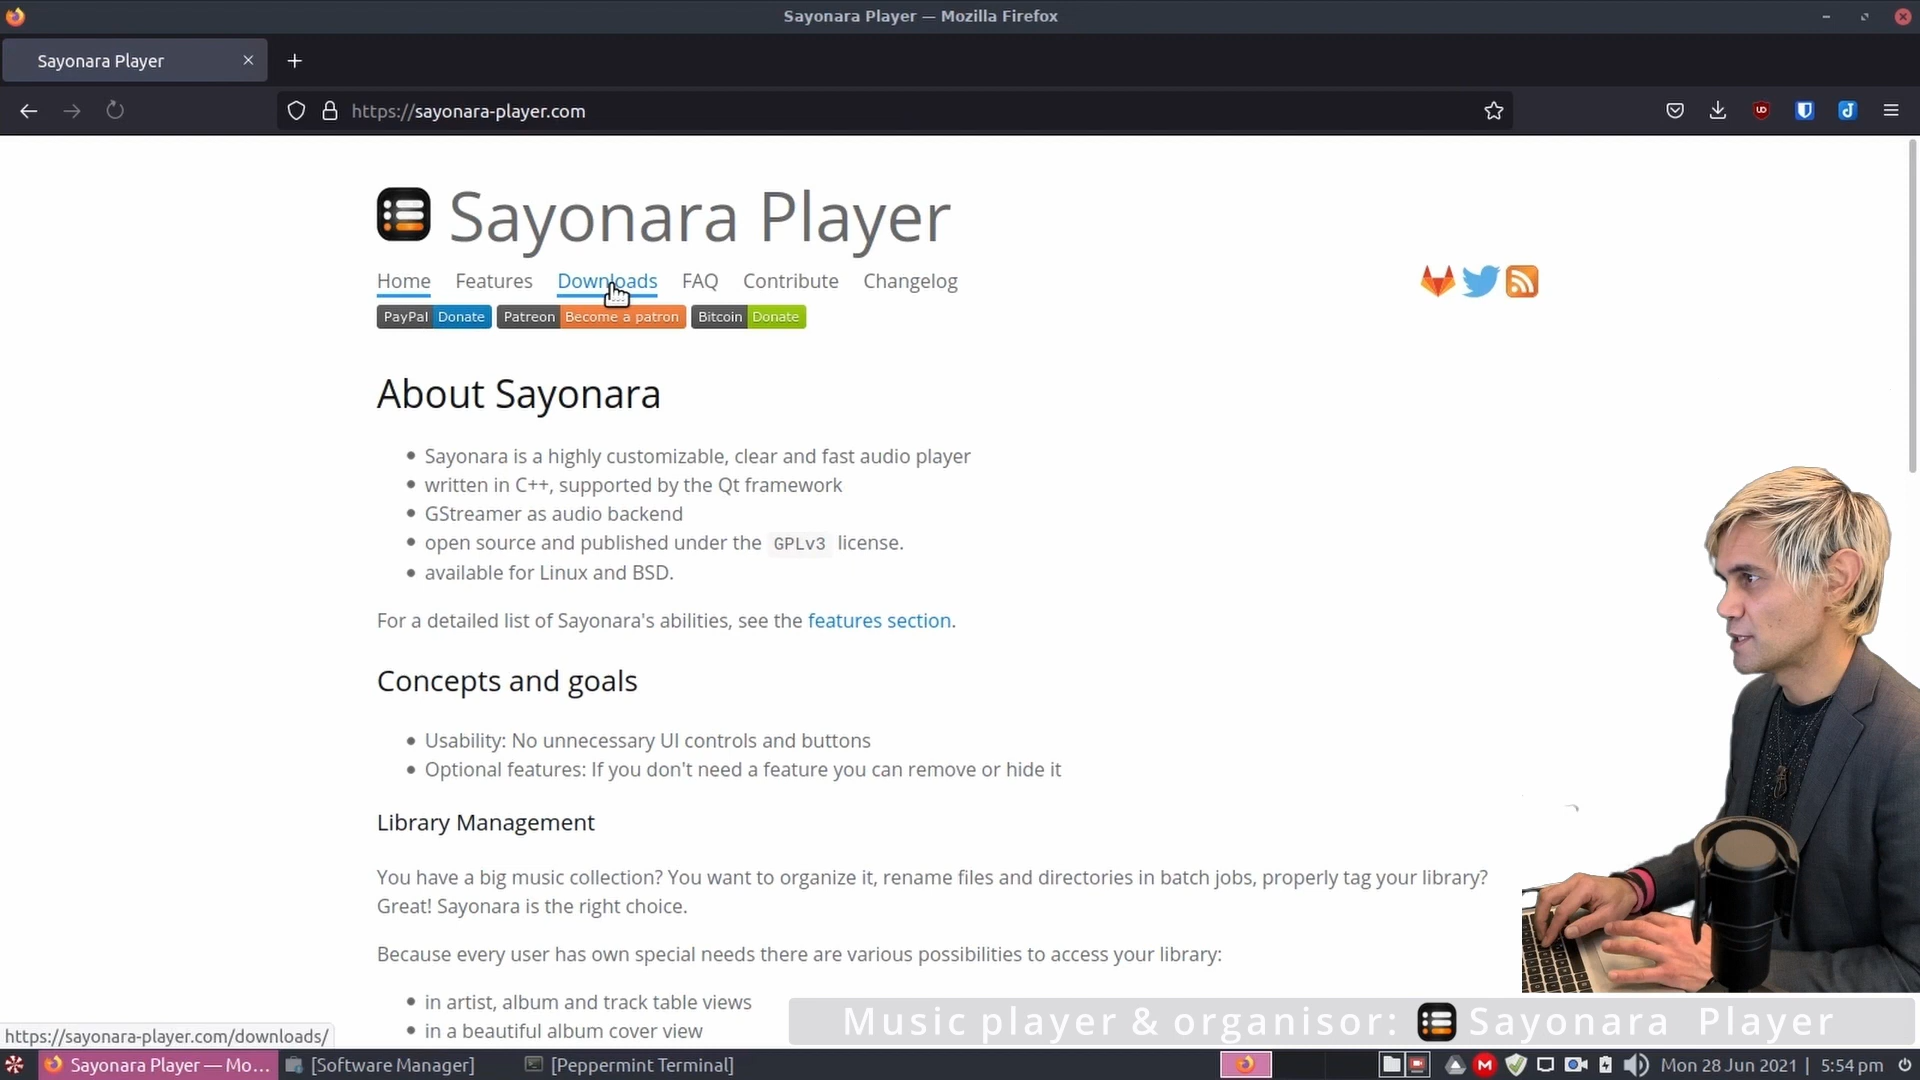 Sayonara Player — Mozilla Firefox
Sayonara Player
https://sayonara-player.com
Sayonara Player
Home Features Downloads FAQ Contribute Changelog
PayPal Donate Patreon Become a patron Bitcoin Donate
About Sayonara
Sayonara is a highly customizable, clear and fast audio player
written in C++, supported by the Qt framework
GStreamer as audio backend
open source and published under the GPLv3 license.
available for Linux and BSD.
For a detailed list of Sayonara's abilities, see the features section.
Concepts and goals
Usability: No unnecessary UI controls and buttons
Optional features: If you don't need a feature you can remove or hide it
Library Management
You have a big music collection? You want to organize it, rename files and directories in batch jobs, properly tag your library?
Great! Sayonara is the right choice.
Because every user has own special needs there are various possibilities to access your library:
in artist, album and track table views
in a beautiful album cover view
Music player & organisor: Sayonara Player
https://sayonara-player.com/downloads/
Sayonara Player — Mo... [Software Manager] [Peppermint Terminal] Mon 28 Jun 2021 | 5:54 pm